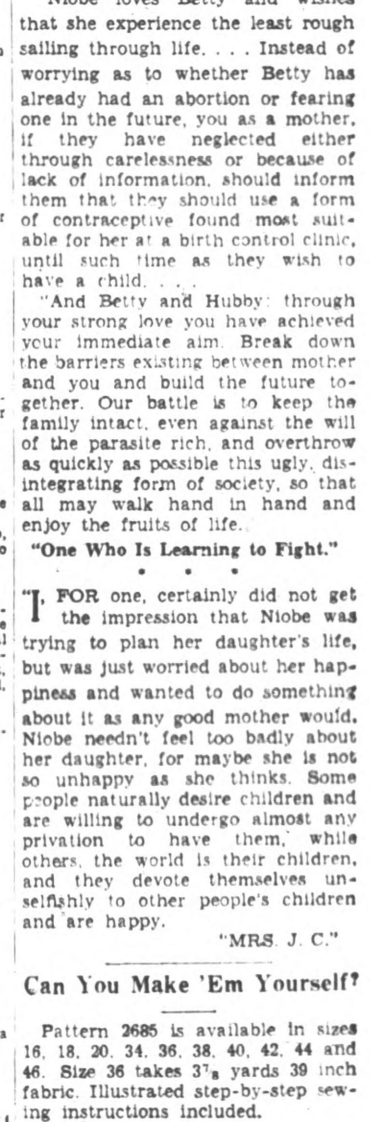 Niobe loves Betty and wishes
that she experience the least rough
sailing through life. . . . Instead of
worrying as to whether Betty has
already had an abortion or fearing
one in the future, you as a mother,
if they have neglected either
through carelessness or because of
lack of information, should inform
them that they should use a form
of contraceptive found most suit-
able for her at a birth control clinic,
until such time as they wish to
have a child. . . .
"And Betty and Hubby: through
your strong love you have achieved
your immediate aim. Break down
the barriers existing between mother
and you and build the future to-
gether. Our battle is to keep the
family intact, even against the will
of the parasite rich, and overthrow
as quickly as possible this ugly, dis-
integrating form of society, so that
all may walk hand in hand and
enjoy the fruits of life.
"One Who Is Learning to Fight."
* * *
"I, FOR one, certainly did not get
the impression that Niobe was
trying to plan her daughter's life,
but was just worried about her hap-
piness and wanted to do something
about it as any good mother would.
Niobe needn't feel too badly about
her daughter, for maybe she is not
so unhappy as she thinks. Some
people naturally desire children and
are willing to undergo almost any
privation to have them, while
others, the world is their children,
and they devote themselves un-
selfishly to other people's children
and are happy.
"MRS. J. C."
Can You Make 'Em Yourself?
Pattern 2685 is available in sizes
16, 18, 20, 34, 36, 38, 40, 42, 44 and
46. Size 36 takes 3⅞ yards 39 inch
fabric. Illustrated step-by-step sew-
ing instructions included.